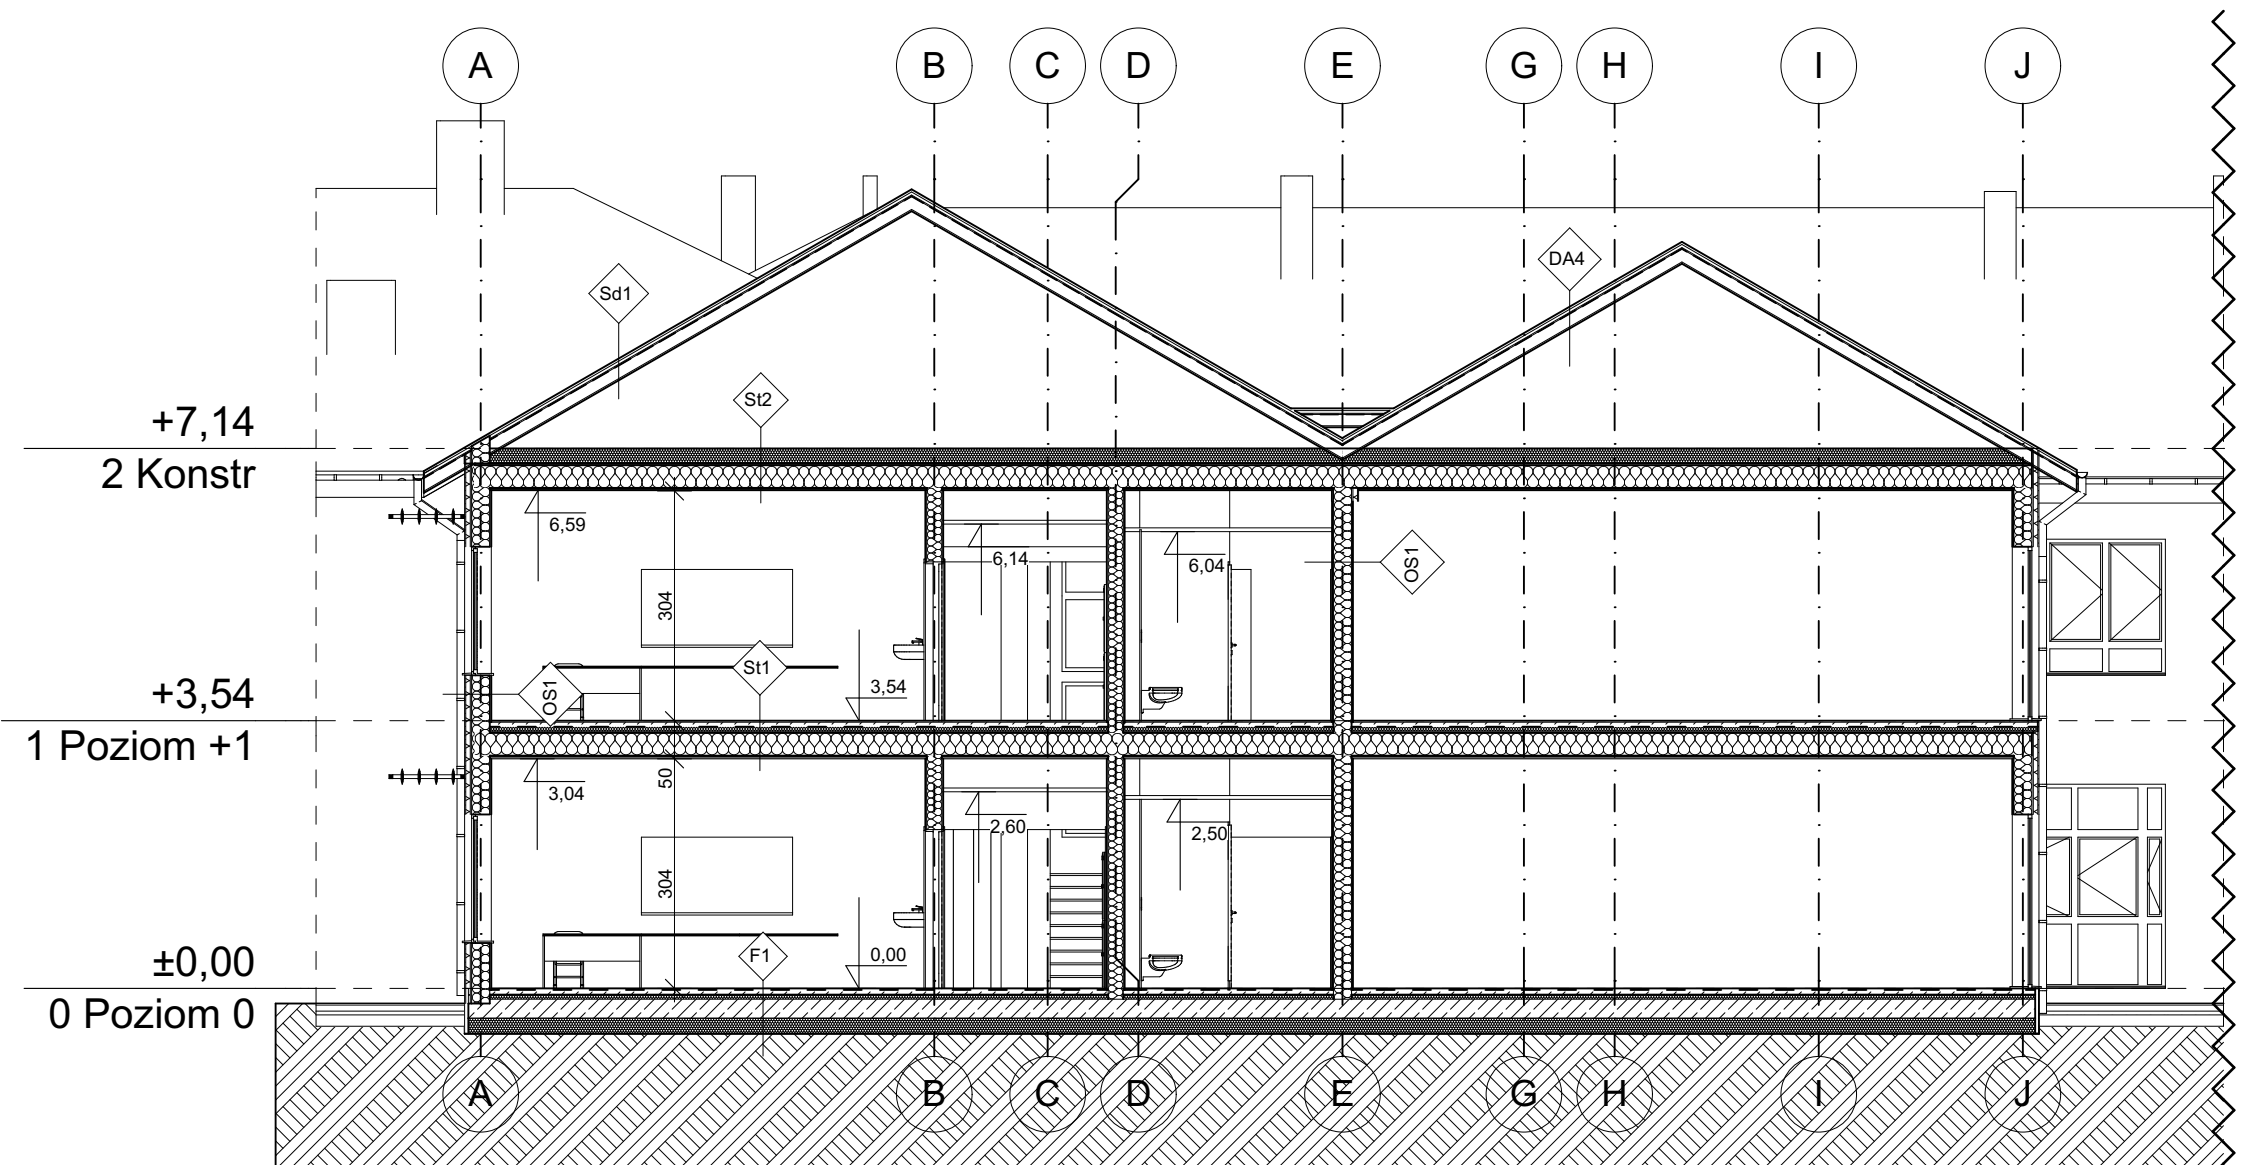 A B C D E G H I J
DA4
Sd1
St2
+7,14
2 Konstr
6,59
6,14
6,04
OS1
304
St1
+3,54
3,54
OS1
1 Poziom +1
50
3,04
2,60
2,50
304
±0,00
F1
0,00
0 Poziom 0
A B C D E G H I J